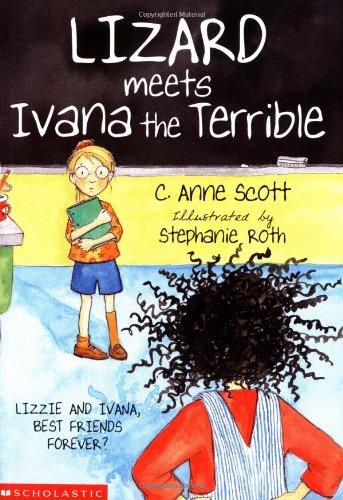 LIZARD
meets
Ivana the Terrible
C. Anne Scott
Illustrated by
Stephanie Roth
LIZZIE AND IVANA,
BEST FRIENDS
FOREVER?
SCHOLASTIC